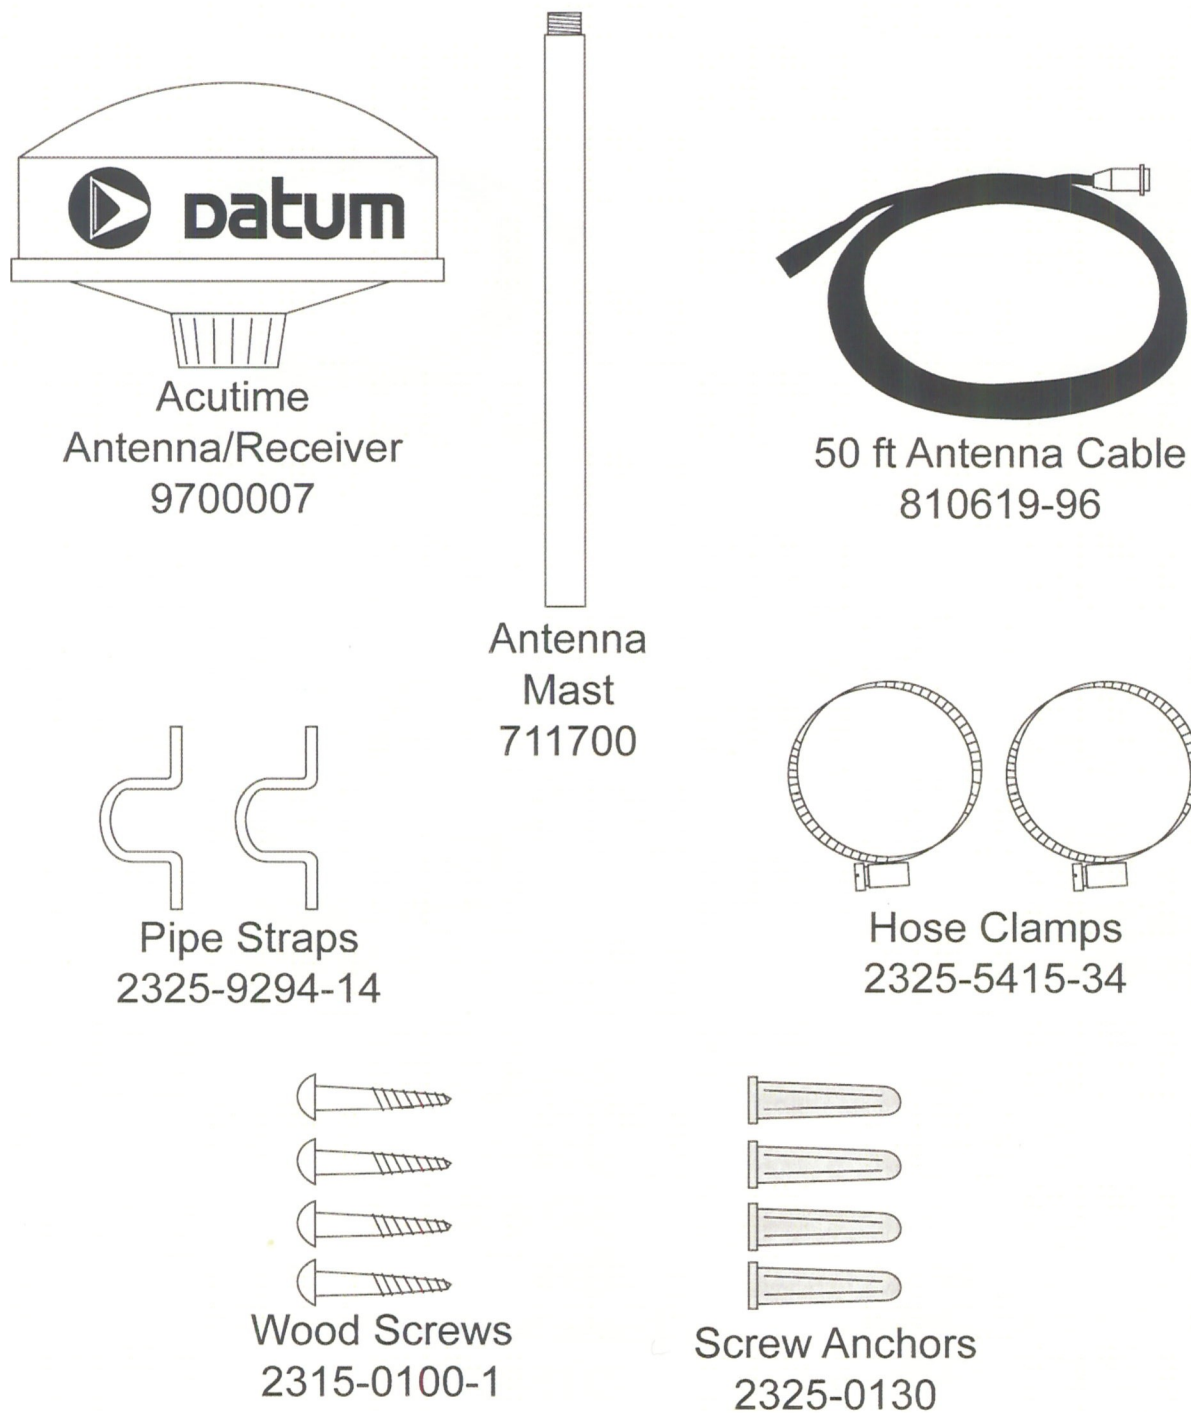 Datum
Acutime
Antenna/Receiver
9700007
50 ft Antenna Cable
810619-96
Antenna
Mast
711700
Pipe Straps
2325-9294-14
Hose Clamps
2325-5415-34
Wood Screws
2315-0100-1
Screw Anchors
2325-0130